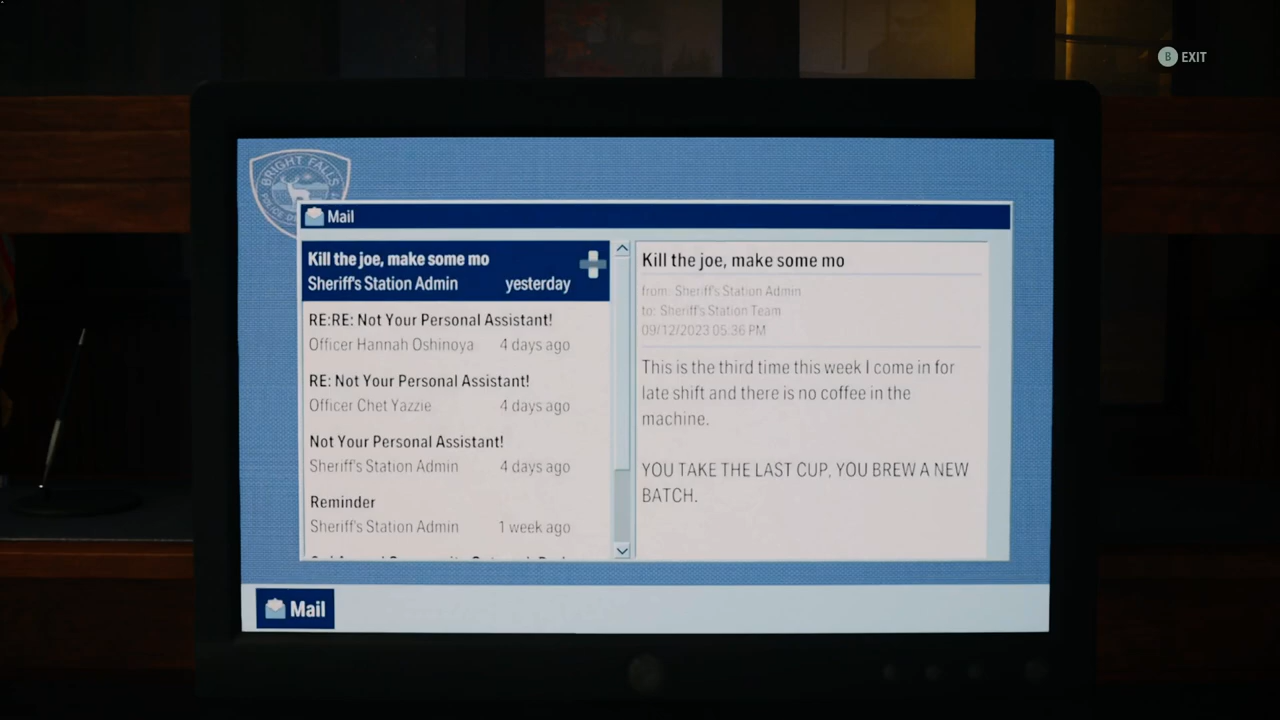 B EXIT
BRIGHT FALLS
Mail
Kill the joe, make some mo
Sheriff's Station Admin yesterday
RE:RE: Not Your Personal Assistant!
Officer Hannah Oshinoya 4 days ago
RE: Not Your Personal Assistant!
Officer Chet Yazzie 4 days ago
Not Your Personal Assistant!
Sheriff's Station Admin 4 days ago
Reminder
Sheriff's Station Admin 1 week ago
Kill the joe, make some mo
from: Sheriff's Station Admin
to: Sheriff's Station Team
09/12/2023 05:36 PM
This is the third time this week I come in for
late shift and there is no coffee in the
machine.
YOU TAKE THE LAST CUP, YOU BREW A NEW
BATCH.
Mail